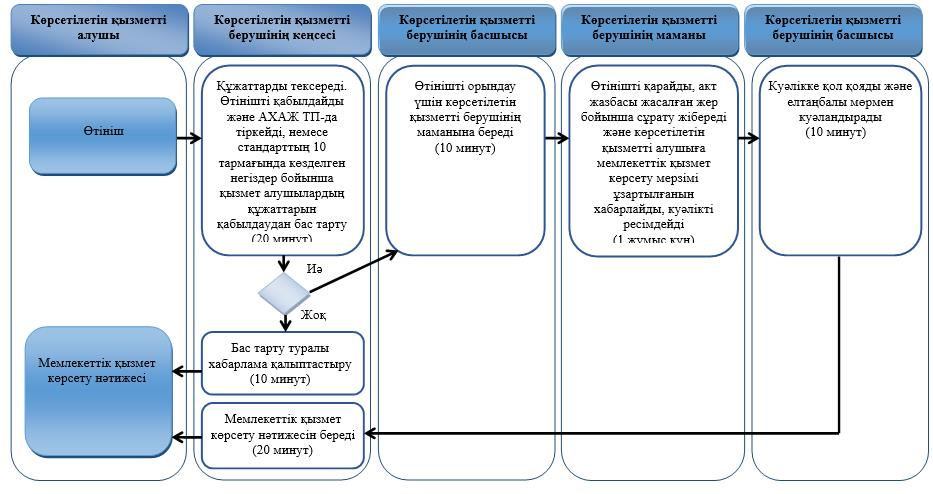 Көрсетілетін қызметті
алушы
Көрсетілетін қызметті
берушінің кеңсесі
Көрсетілетін қызметті
берушінің басшысы
Көрсетілетін қызметті
берушінің маманы
Көрсетілетін қызметті
берушінің басшысы
Өтініш
Құжаттарды тексереді.
Өтінішті қабылдайды
және АХАЖ ТП-да
тіркейді, немесе
стандарттың 10
тармағында көзделген
негіздер бойынша
қызмет алушылардың
құжаттарын
қабылдаудан бас тарту
(20 минут)
Өтінішті орындау
үшін көрсетілетін
қызметті берушінің
маманына береді
(10 минут)
Өтінішті қарайды, акт
жазбасы жасалған жер
бойынша сұрату жібереді
және көрсетілетін
қызметті алушыға
мемлекеттік қызмет
көрсету мерзімі
ұзартылғанын
хабарлайды, куәлікті
ресімдейді
(1 жұмыс күн)
Куәлікке қол қояды және
елтаңбалы мөрмен
куәландырады
(10 минут)
Иә
Жоқ
Бас тарту туралы
хабарлама қалыптастыру
(10 минут)
Мемлекеттік қызмет
көрсету нәтижесі
Мемлекеттік қызмет
көрсету нәтижесін береді
(20 минут)